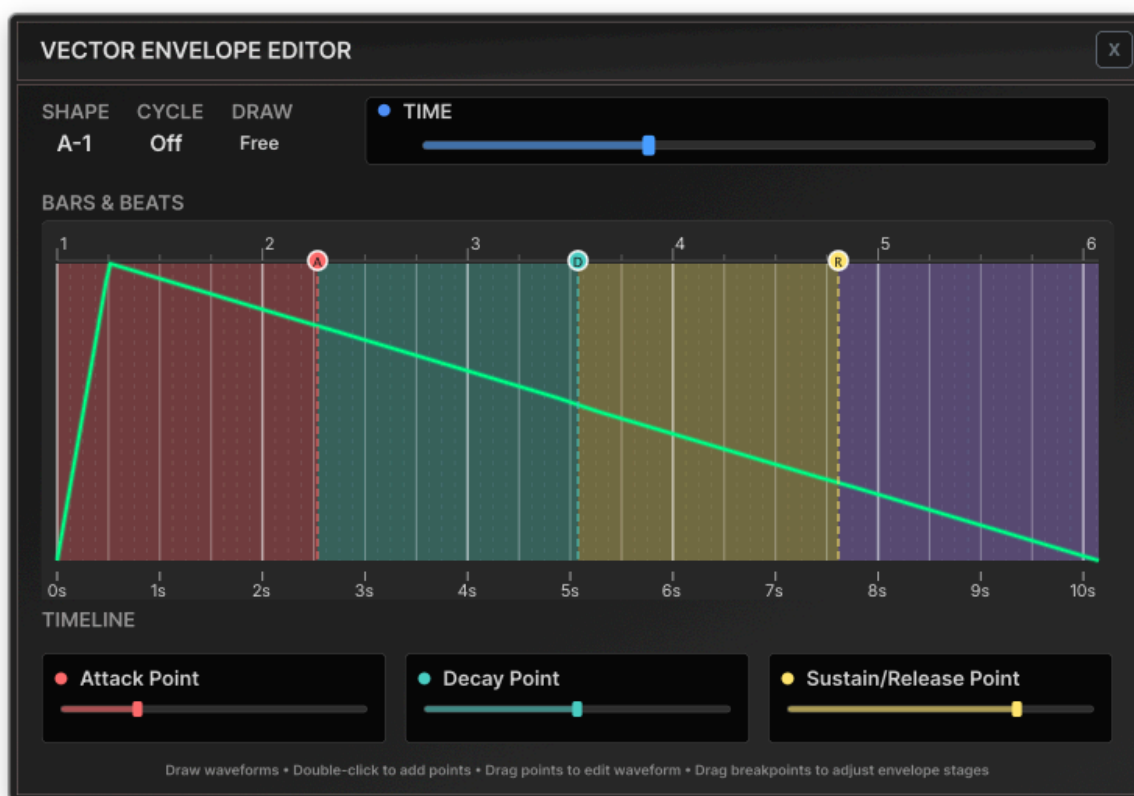 VECTOR ENVELOPE EDITOR X
SHAPE CYCLE DRAW
A-1 Off Free
TIME
BARS & BEATS
1 2 3 4 5 6
A D R
0s 1s 2s 3s 4s 5s 6s 7s 8s 9s 10s
TIMELINE
Attack Point Decay Point Sustain/Release Point
Draw waveforms • Double-click to add points • Drag points to edit waveform • Drag breakpoints to adjust envelope stages